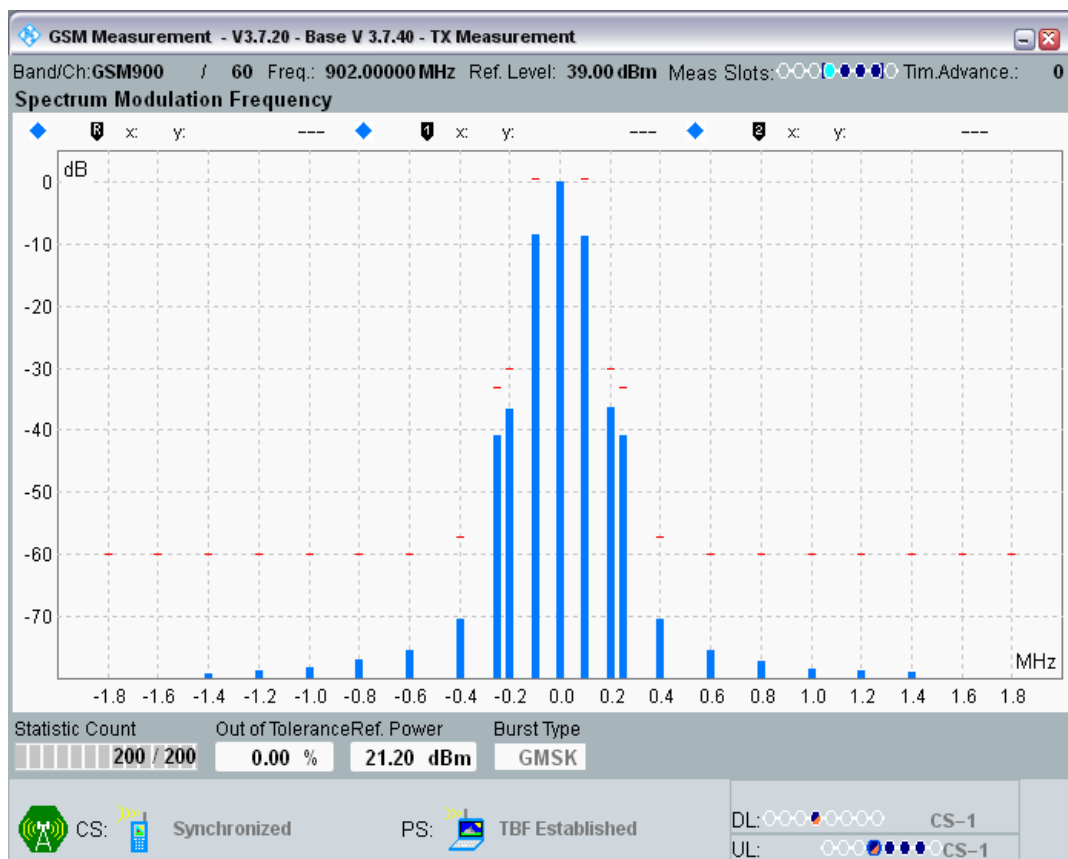 GSM Measurement - V3.7.20 - Base V 3.7.40 - TX Measurement
Band/Ch:GSM900 / 60 Freq.: 902.00000 MHz Ref. Level: 39.00 dBm Meas Slots: Tim.Advance.: 0
Spectrum Modulation Frequency
R x: y: --- 1 x: y: --- 2 x: y: ---
dB
0
-10
-20
-30
-40
-50
-60
-70
MHz
-1.8 -1.6 -1.4 -1.2 -1.0 -0.8 -0.6 -0.4 -0.2 0.0 0.2 0.4 0.6 0.8 1.0 1.2 1.4 1.6 1.8
Statistic Count Out of Tolerance Ref. Power Burst Type
200 / 200 0.00 % 21.20 dBm GMSK
CS: Synchronized PS: TBF Established DL: CS-1
UL: CS-1